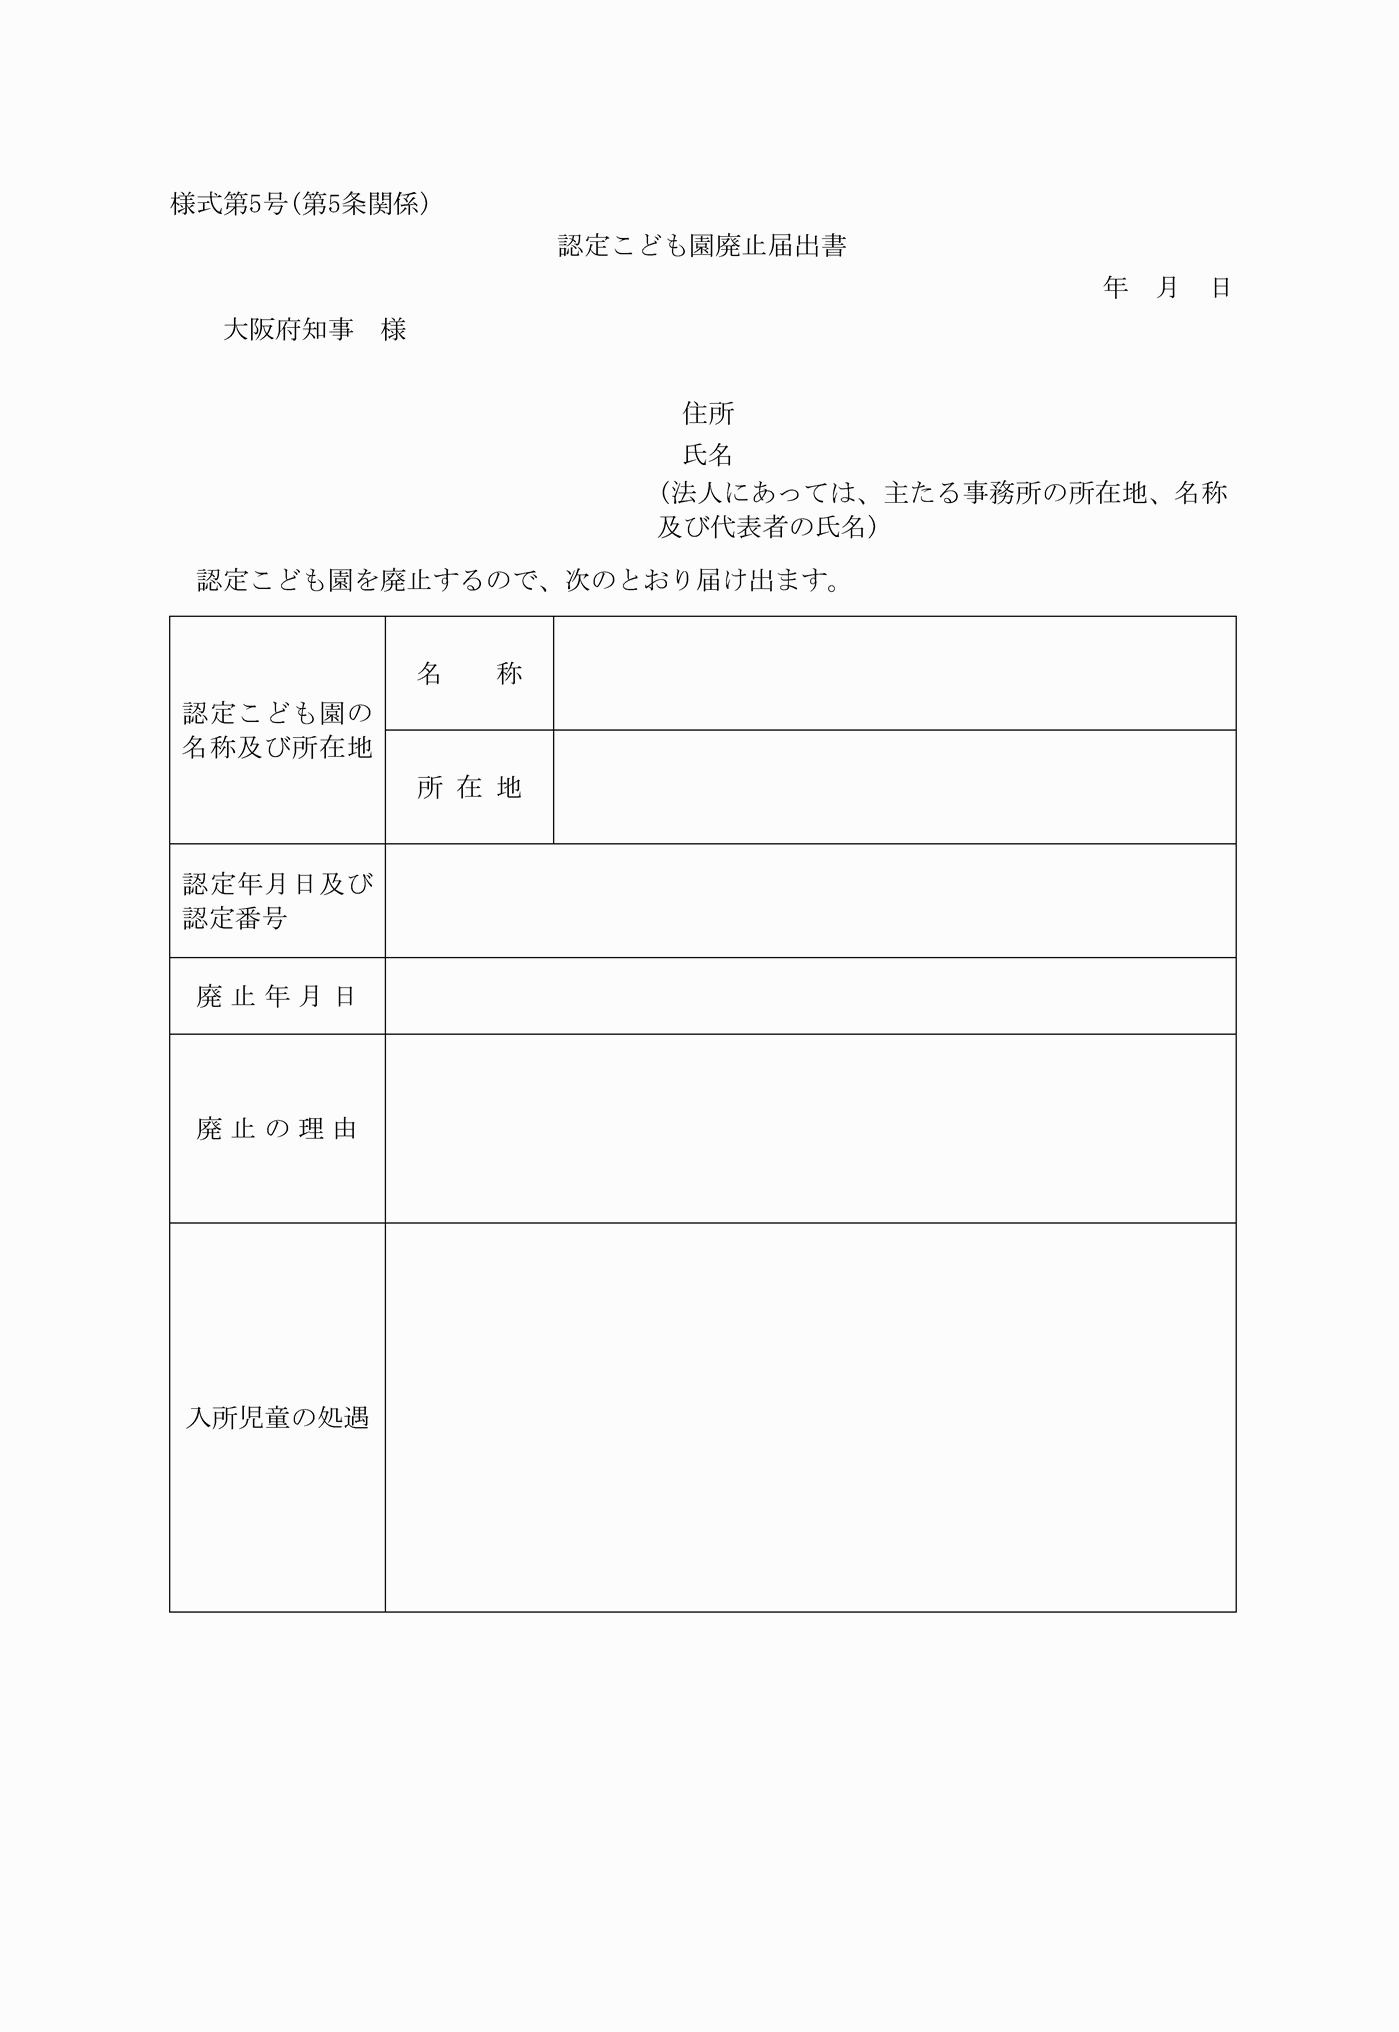 様式第5号(第5条関係)
認定こども園廃止届出書
年　月　日
大阪府知事　様
住所
氏名
(法人にあっては、主たる事務所の所在地、名称
及び代表者の氏名)
認定こども園を廃止するので、次のとおり届け出ます。
認定こども園の
名称及び所在地
名　　称
所 在 地
認定年月日及び
認定番号
廃 止 年 月 日
廃 止 の 理 由
入所児童の処遇